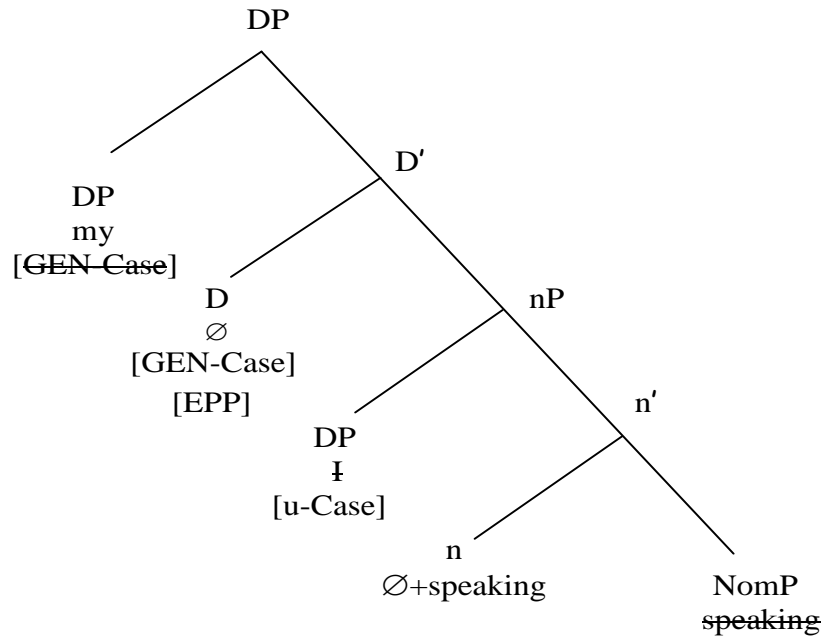 DP
D′
DP
my
[GEN-Case]
D
∅
[GEN-Case]
[EPP]
nP
DP
I
[u-Case]
n′
n
∅+speaking
NomP
speaking